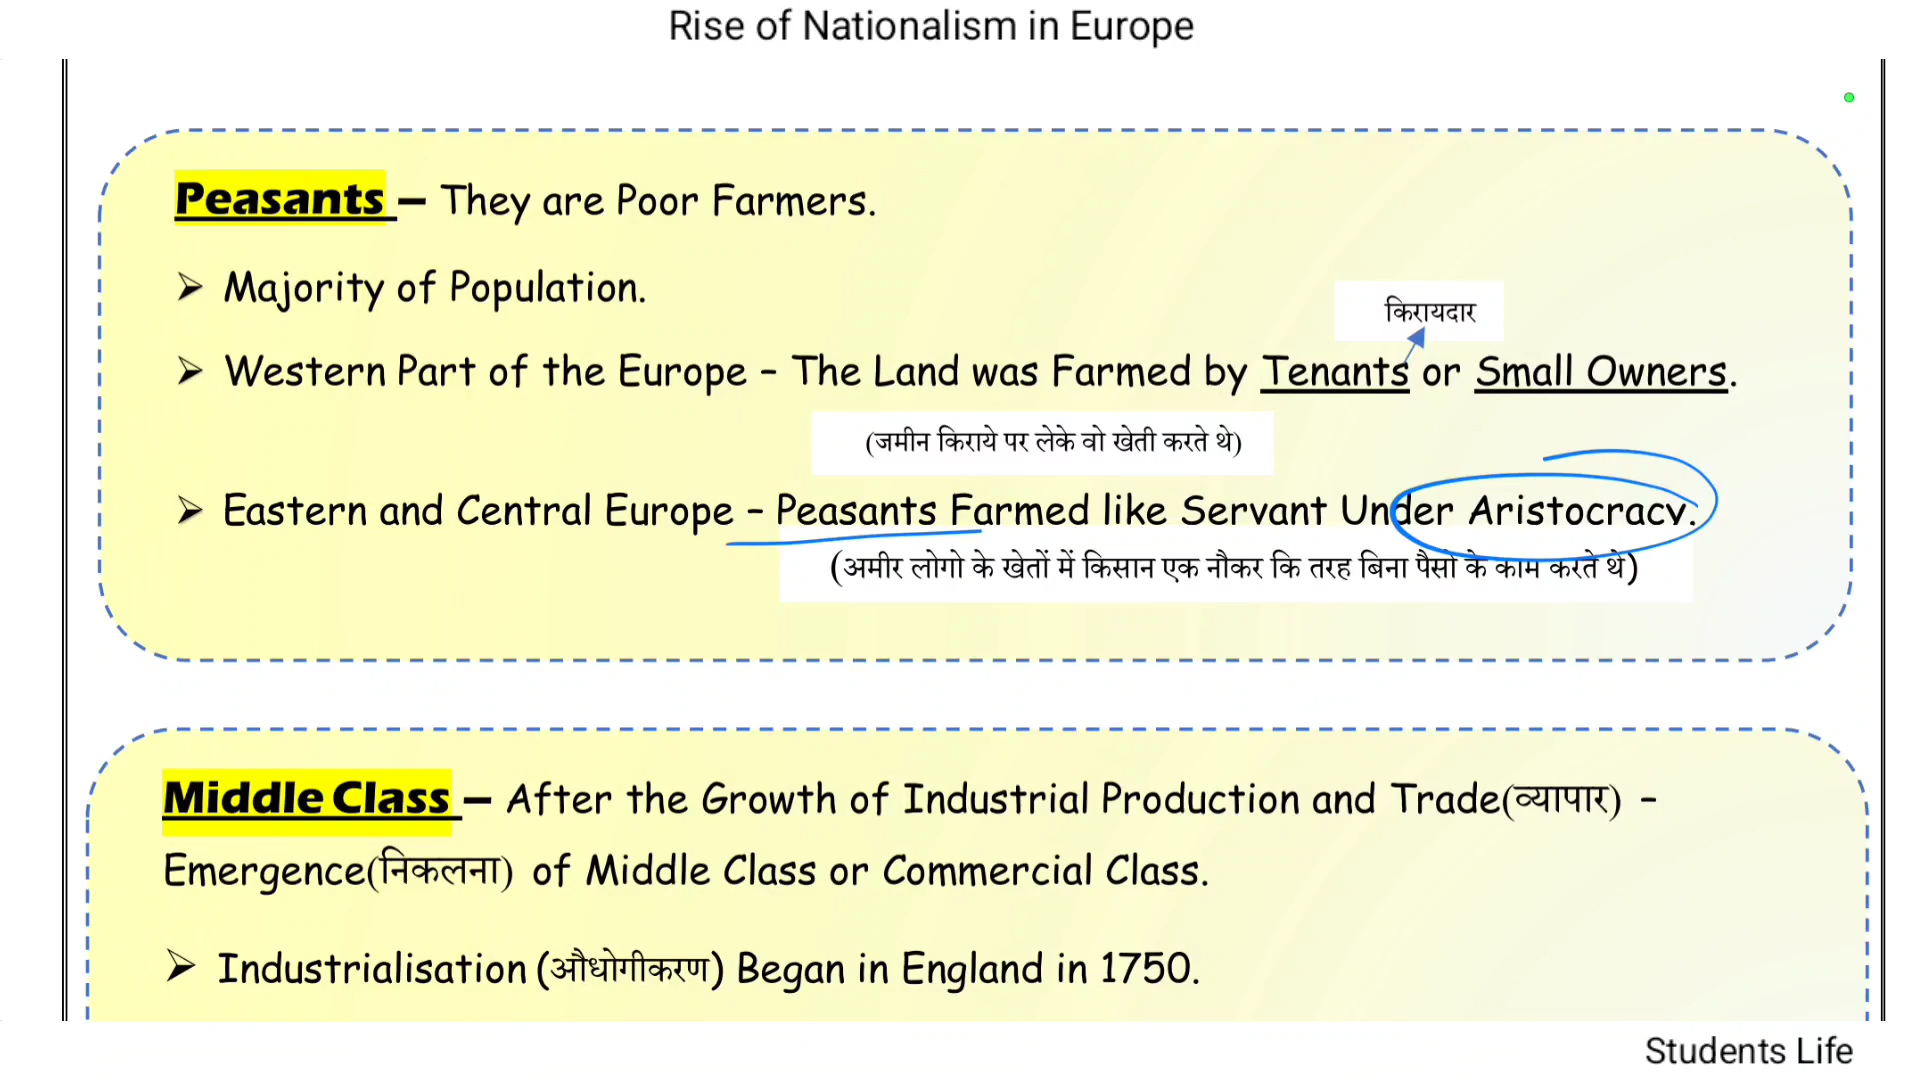 Rise of Nationalism in Europe
Peasants – They are Poor Farmers.
➢ Majority of Population.
किरायदार
➢ Western Part of the Europe – The Land was Farmed by Tenants or Small Owners.
(जमीन किराये पर लेके वो खेती करते थे)
➢ Eastern and Central Europe – Peasants Farmed like Servant Under Aristocracy.
(अमीर लोगो के खेतों में किसान एक नौकर कि तरह बिना पैसो के काम करते थे)
Middle Class – After the Growth of Industrial Production and Trade(व्यापार) –
Emergence(निकलना) of Middle Class or Commercial Class.
➢ Industrialisation (औधोगीकरण) Began in England in 1750.
Students Life